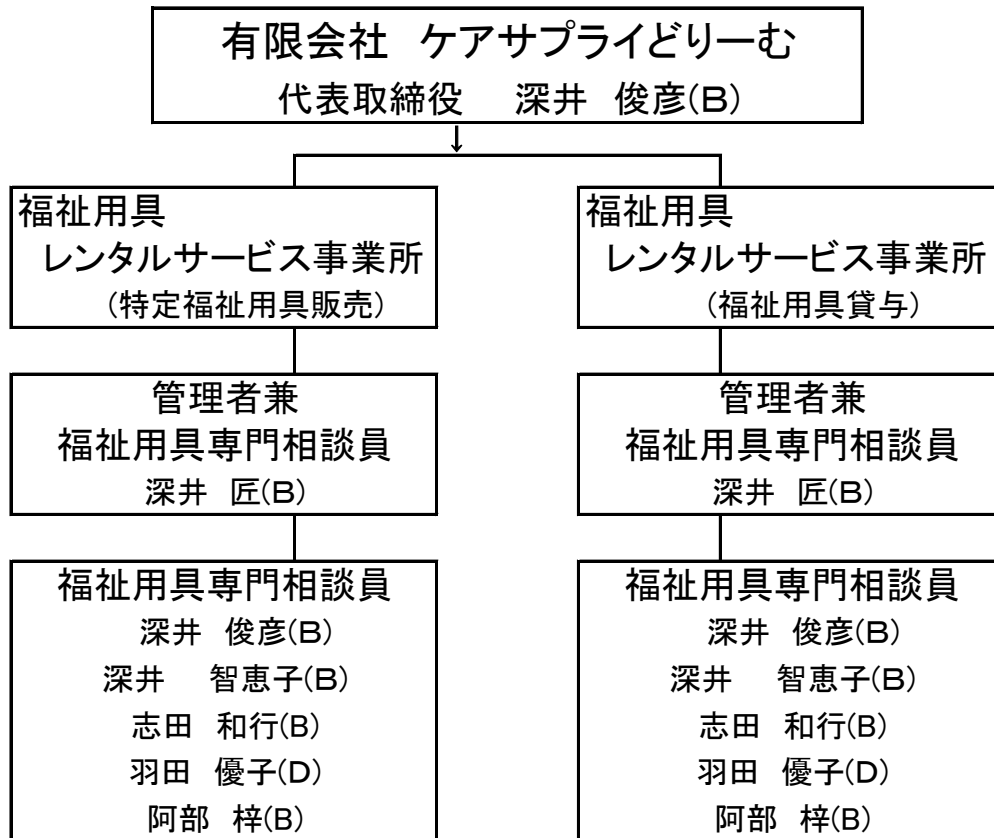 有限会社　ケアサプライどりーむ
代表取締役　深井　俊彦(B)
↓
福祉用具
レンタルサービス事業所
(特定福祉用具販売)
管理者兼
福祉用具専門相談員
深井　匠(B)
福祉用具専門相談員
深井　俊彦(B)
深井　智恵子(B)
志田　和行(B)
羽田　優子(D)
阿部　梓(B)
福祉用具
レンタルサービス事業所
(福祉用具貸与)
管理者兼
福祉用具専門相談員
深井　匠(B)
福祉用具専門相談員
深井　俊彦(B)
深井　智恵子(B)
志田　和行(B)
羽田　優子(D)
阿部　梓(B)